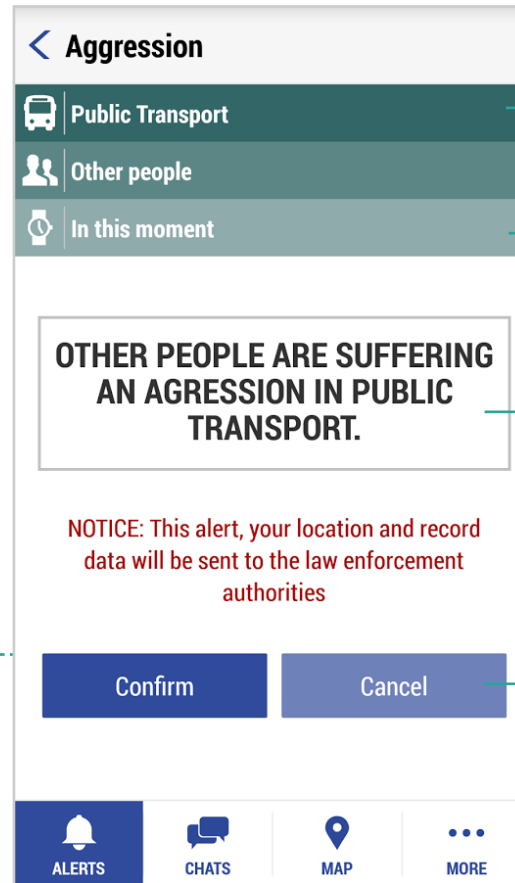 Aggression
Public Transport
Other people
In this moment
OTHER PEOPLE ARE SUFFERING
AN AGRESSION IN PUBLIC
TRANSPORT.
NOTICE: This alert, your location and record
data will be sent to the law enforcement
authorities
Confirm Cancel
ALERTS CHATS MAP MORE